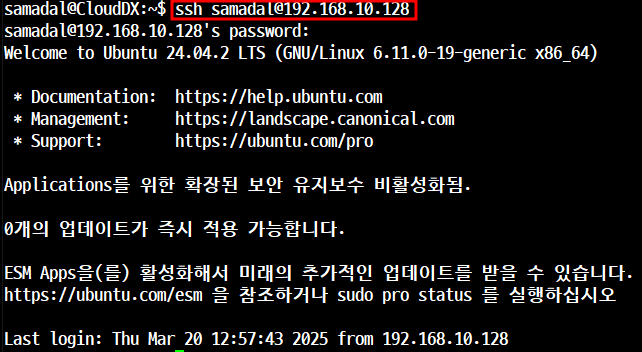 samadal@CloudDX:~$ ssh samadal@192.168.10.128
samadal@192.168.10.128's password:
Welcome to Ubuntu 24.04.2 LTS (GNU/Linux 6.11.0-19-generic x86_64)
* Documentation:  https://help.ubuntu.com
* Management:     https://landscape.canonical.com
* Support:        https://ubuntu.com/pro
Applications를 위한 확장된 보안 유지보수 비활성화됨.
0개의 업데이트가 즉시 적용 가능합니다.
ESM Apps을(를) 활성화해서 미래의 추가적인 업데이트를 받을 수 있습니다.
https://ubuntu.com/esm 을 참조하거나 sudo pro status 를 실행하십시오
Last login: Thu Mar 20 12:57:43 2025 from 192.168.10.128